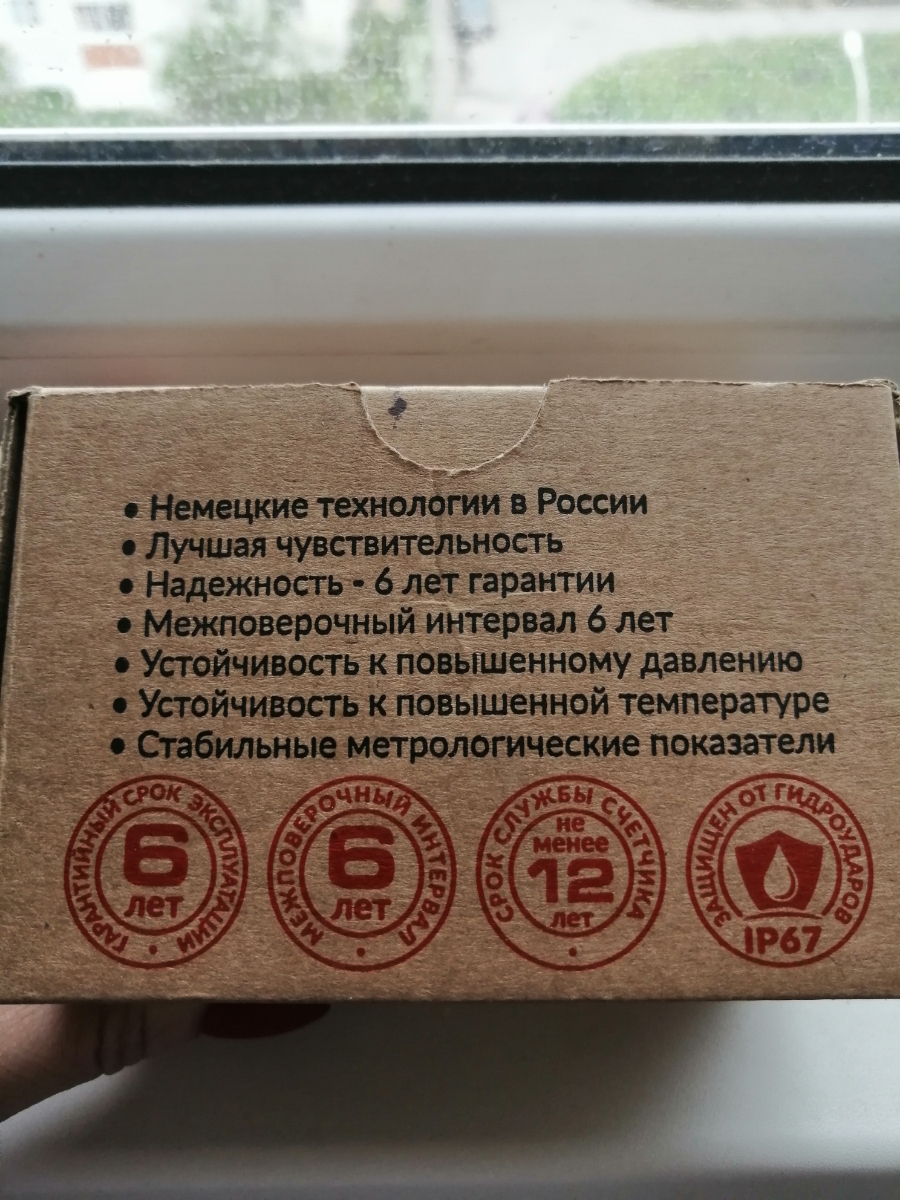 • Немецкие технологии в России
• Лучшая чувствительность
• Надежность - 6 лет гарантии
• Межповерочный интервал 6 лет
• Устойчивость к повышенному давлению
• Устойчивость к повышенной температуре
• Стабильные метрологические показатели
ГАРАНТИЙНЫЙ СРОК ЭКСПЛУАТАЦИИ
6
лет
МЕЖПОВЕРОЧНЫЙ ИНТЕРВАЛ
6
лет
СРОК СЛУЖБЫ СЧЕТЧИКА
не
менее
12
лет
ЗАЩИЩЕН ОТ ГИДРОУДАРОВ
IP67